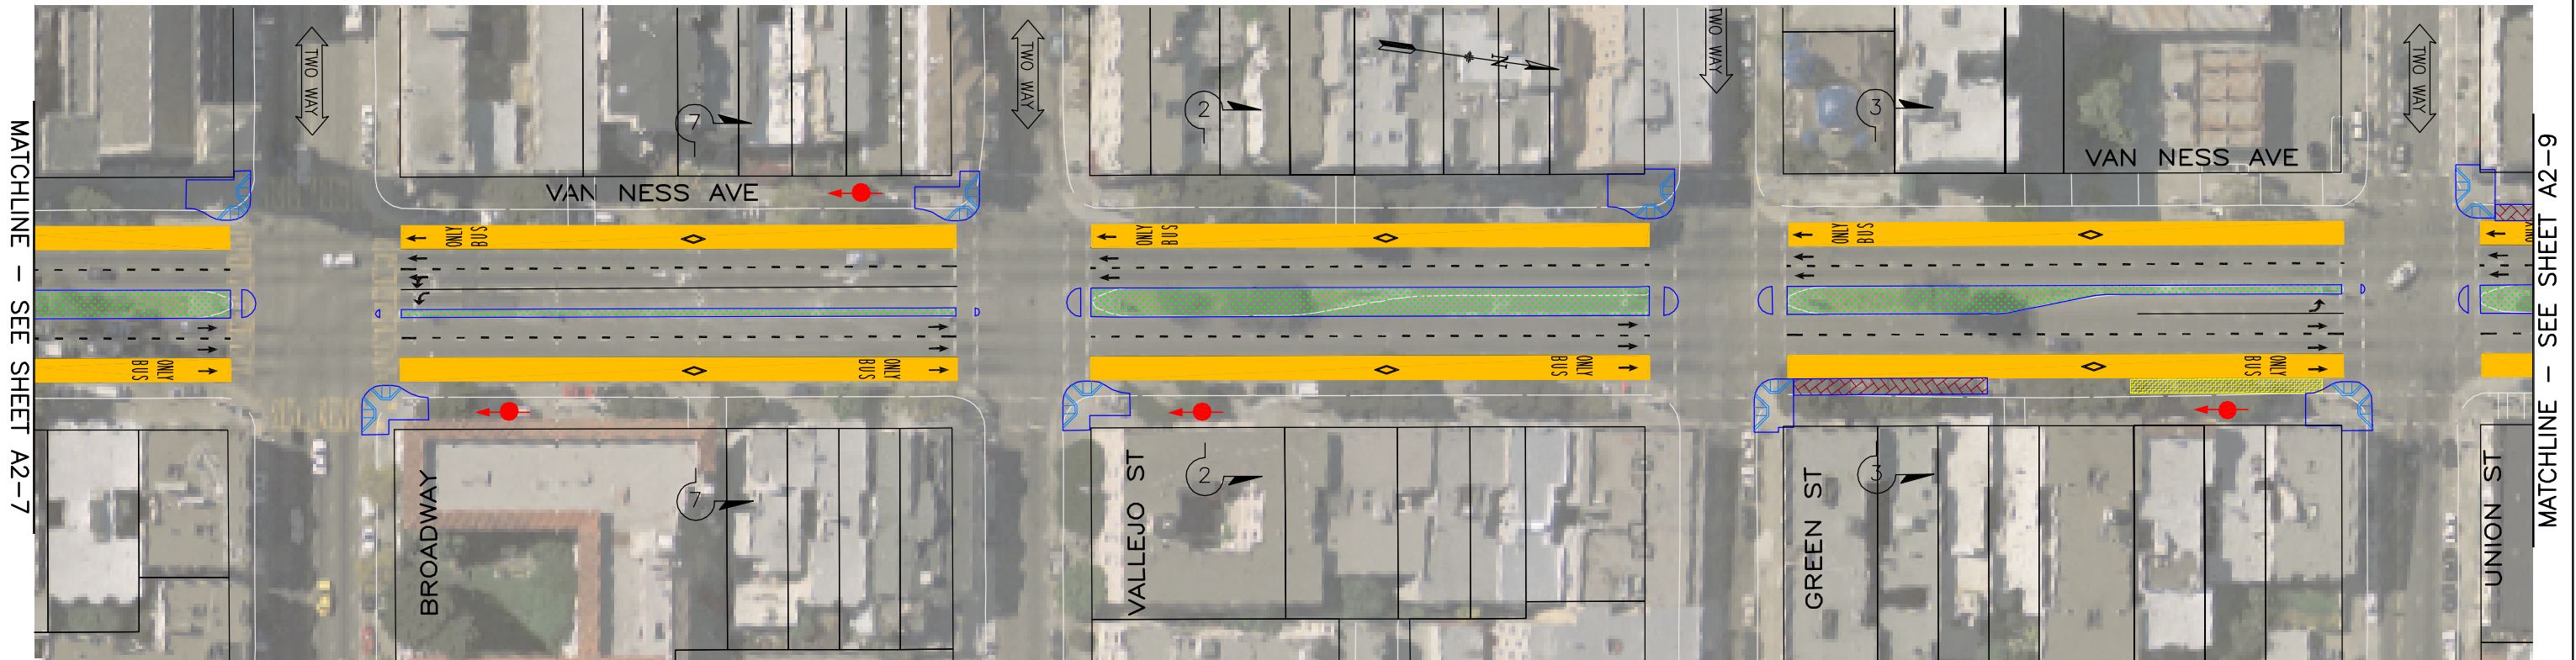 MATCHLINE – SEE SHEET A2-7
TWO WAY
TWO WAY
TWO WAY
TWO WAY
7
2
N
3
VAN NESS AVE
VAN NESS AVE
ONLY
BUS
ONLY
BUS
ONLY
BUS
BUS
ONLY
BUS
ONLY
BUS
ONLY
BUS
ONLY
7
2
3
BROADWAY
VALLEJO ST
GREEN ST
UNION ST
MATCHLINE – SEE SHEET A2-9